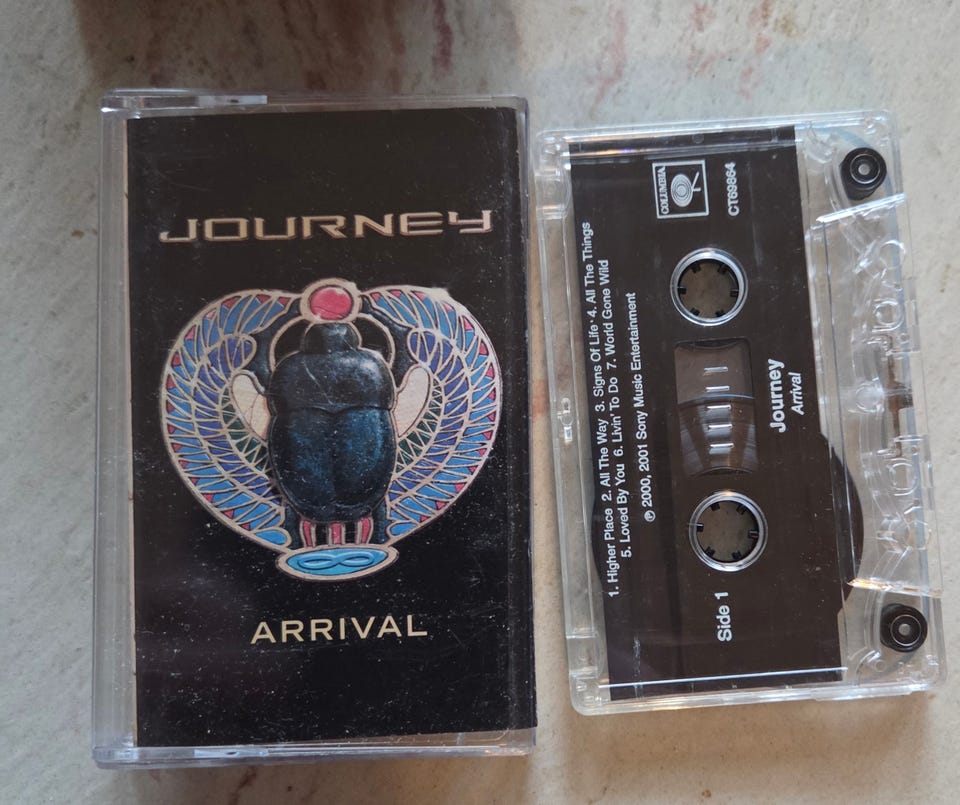 JOURNEY
ARRIVAL
COLUMBIA
CT69864
1. Higher Place 2. All The Way 3. Signs Of Life · 4. All The Things
5. Loved By You 6. Livin' To Do 7. World Gone Wild
℗ 2000, 2001 Sony Music Entertainment
Journey
Arrival
Side 1